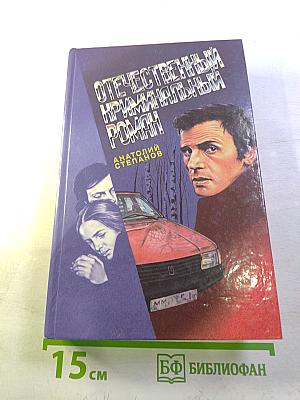 ОТЕЧЕСТВЕННЫЙ
КРИМИНАЛЬНЫЙ
РОМАН
АНАТОЛИЙ
СТЕПАНОВ
15 см
БФ БИБЛИОФАН